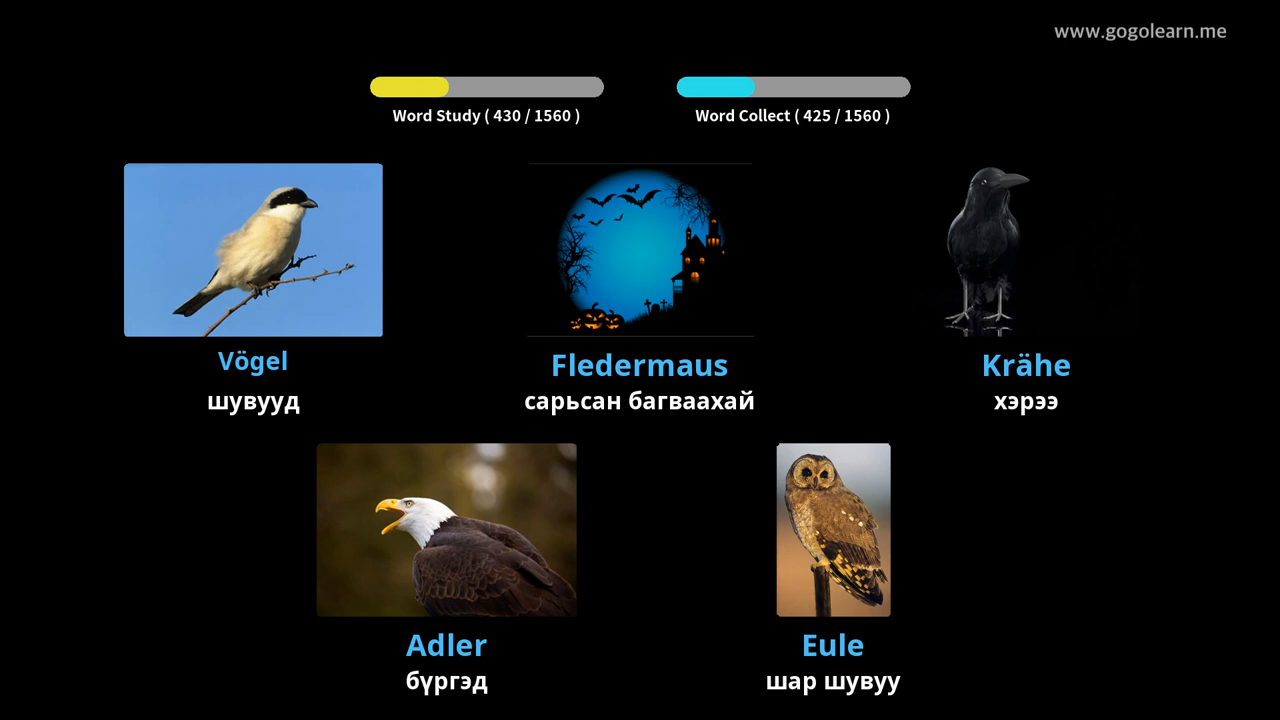 www.gogolearn.me
Word Study ( 430 / 1560 )
Word Collect ( 425 / 1560 )
Vögel
шувууд
Fledermaus
сарьсан багваахай
Krähe
хэрээ
Adler
бүргэд
Eule
шар шувуу